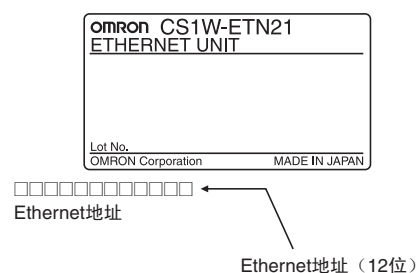 OMRON CS1W-ETN21
ETHERNET UNIT
Lot No.
OMRON Corporation MADE IN JAPAN
□□□□□□□□□□□□
Ethernet地址
Ethernet地址（12位）